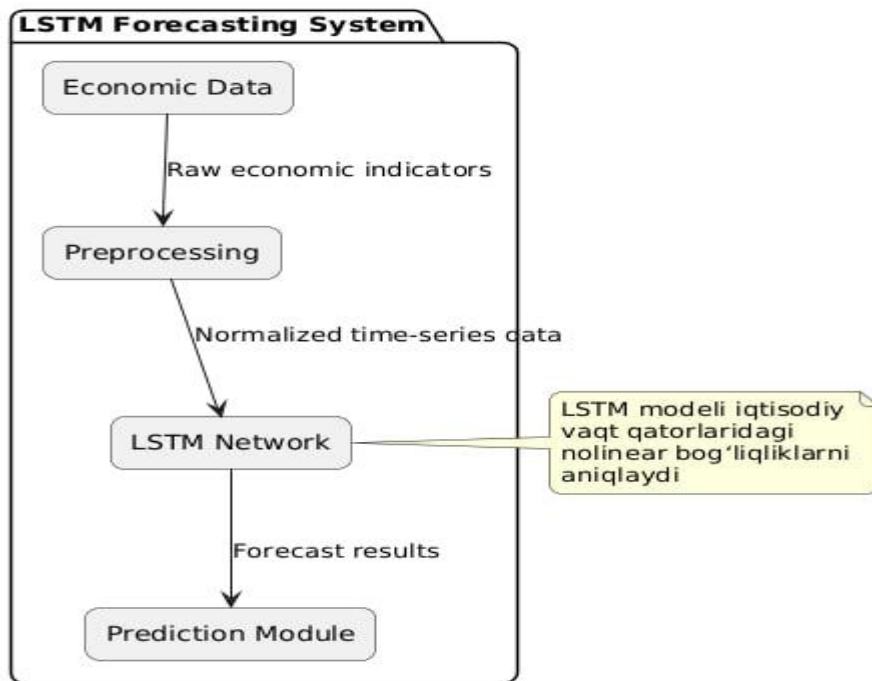 LSTM Forecasting System
Economic Data
Raw economic indicators
Preprocessing
Normalized time-series data
LSTM Network
LSTM modeli iqtisodiy
vaqt qatorlaridagi
nolinear bog‘liqliklarni
aniqlaydi
Forecast results
Prediction Module